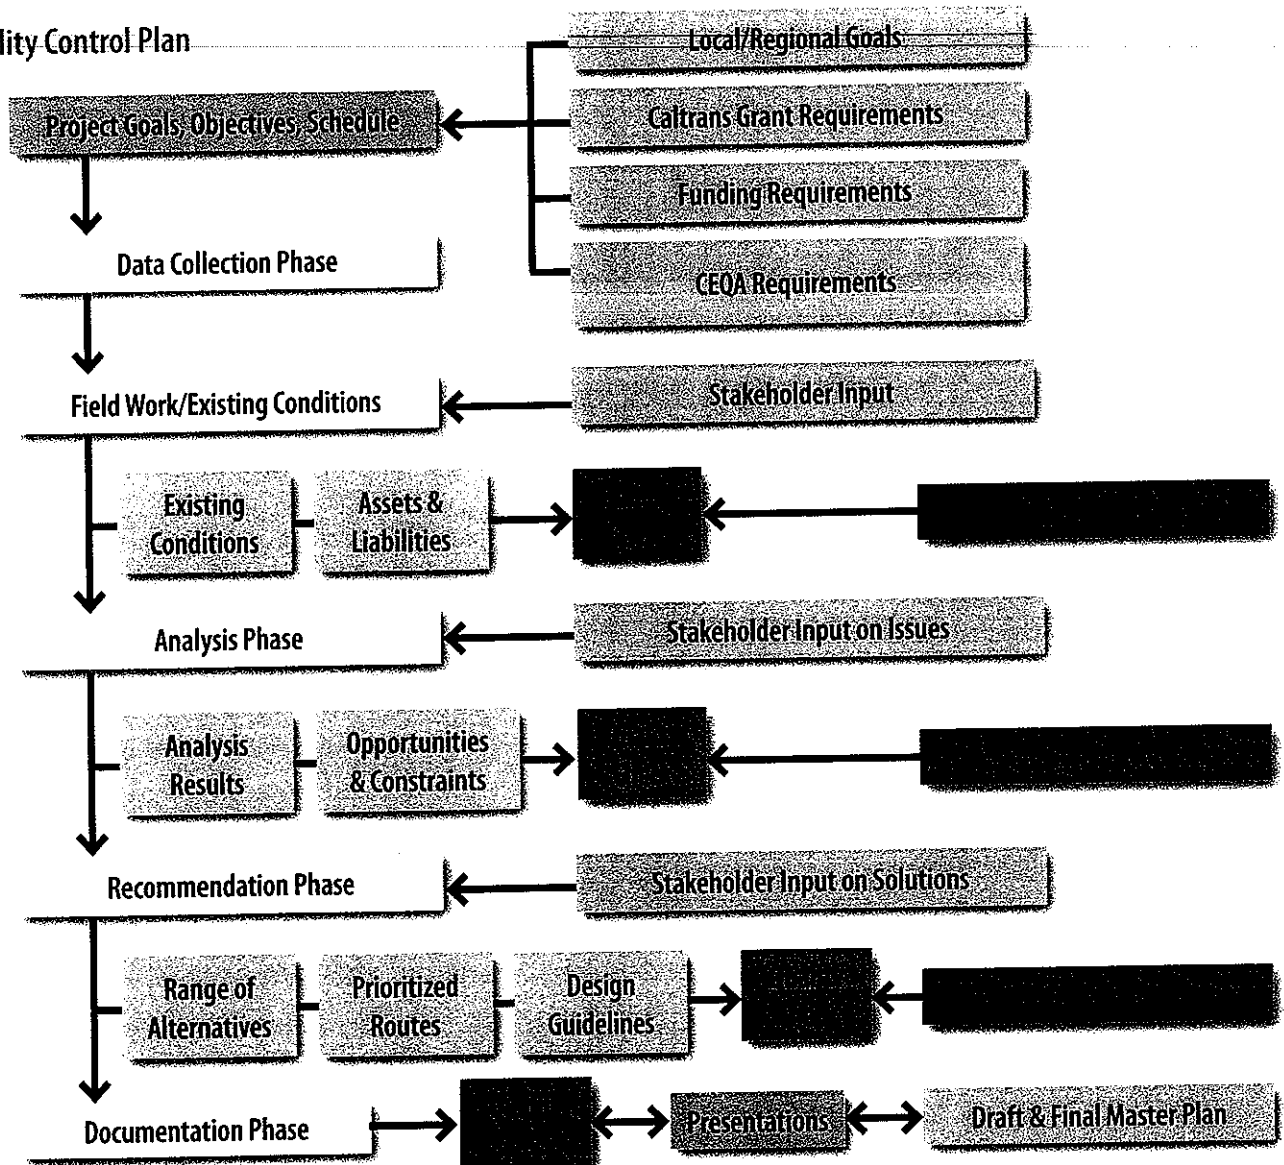 lity Control Plan
Local/Regional Goals
Project Goals, Objectives, Schedule
Caltrans Grant Requirements
Funding Requirements
Data Collection Phase
CEQA Requirements
Field Work/Existing Conditions
Stakeholder Input
Existing
Conditions
Assets &
Liabilities
Analysis Phase
Stakeholder Input on Issues
Analysis
Results
Opportunities
& Constraints
Recommendation Phase
Stakeholder Input on Solutions
Range of
Alternatives
Prioritized
Routes
Design
Guidelines
Documentation Phase
Presentations
Draft & Final Master Plan